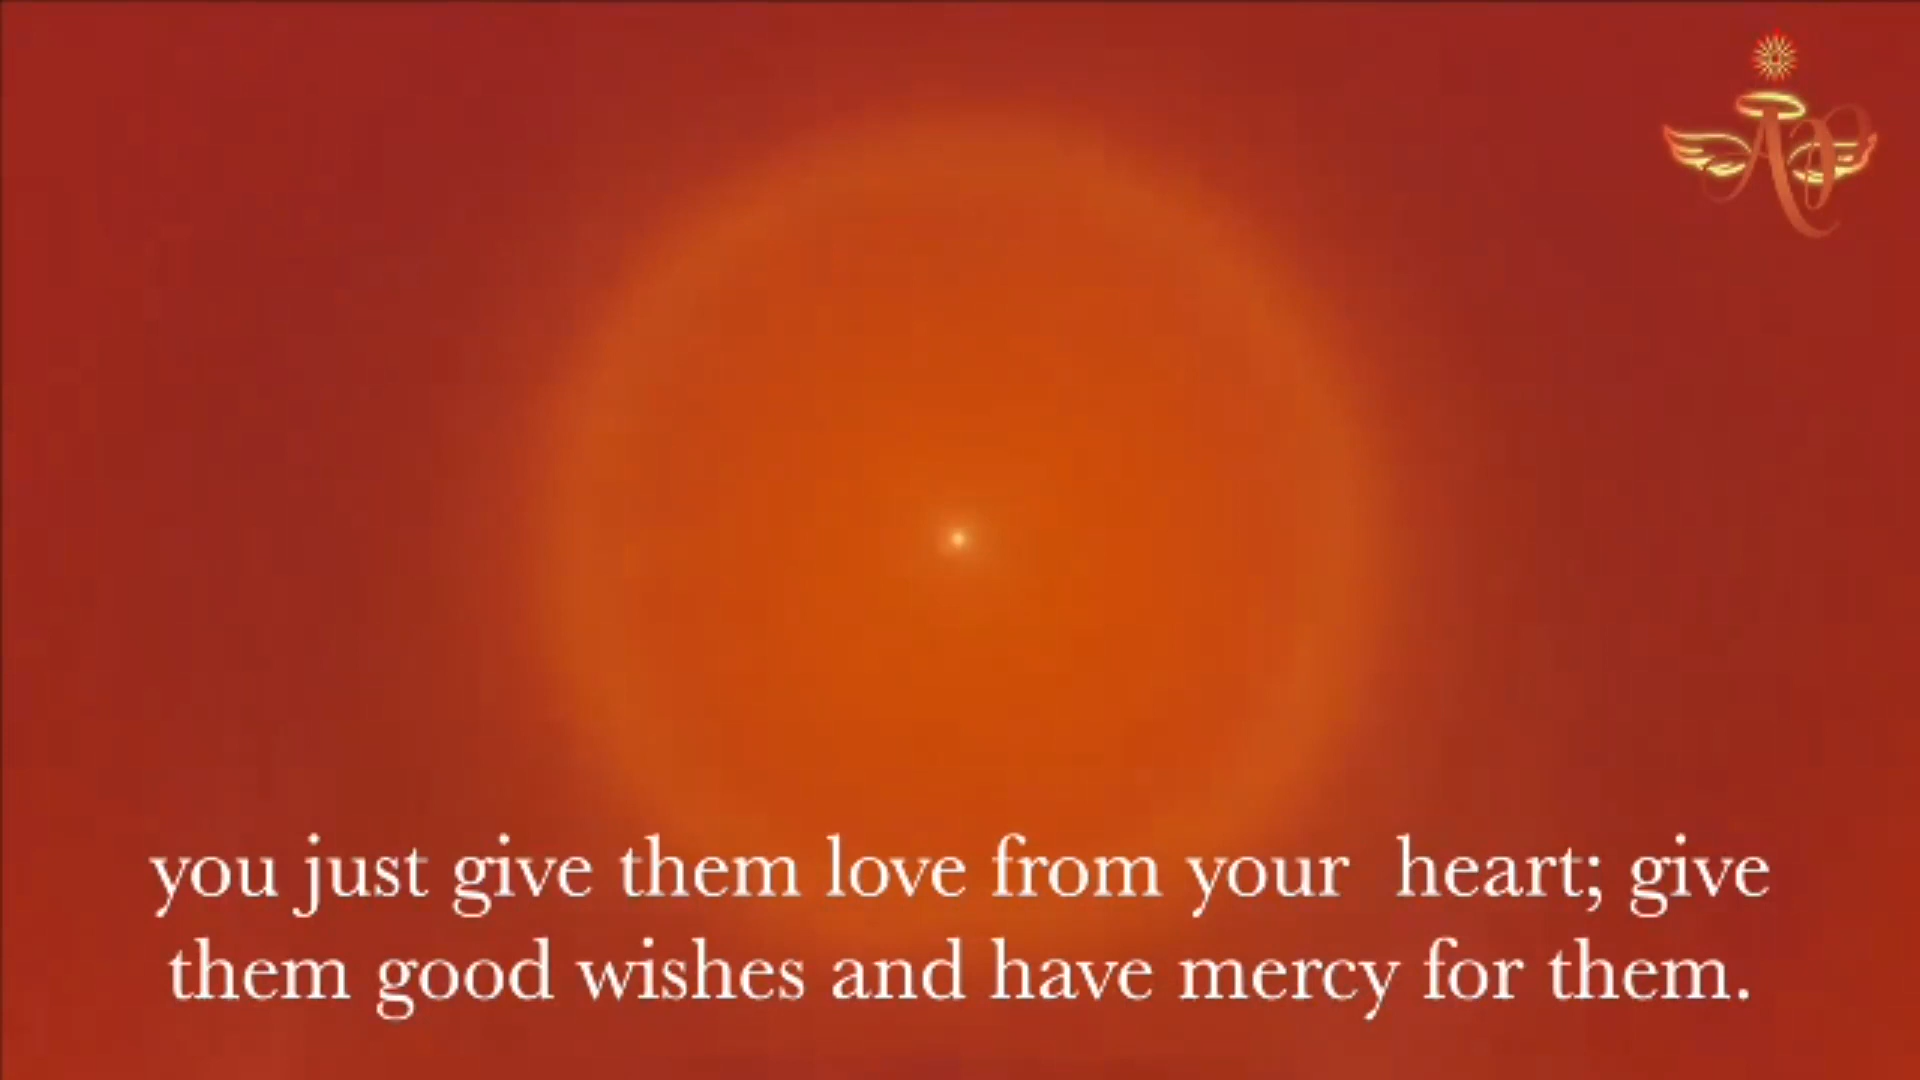 you just give them love from your  heart; give
them good wishes and have mercy for them.